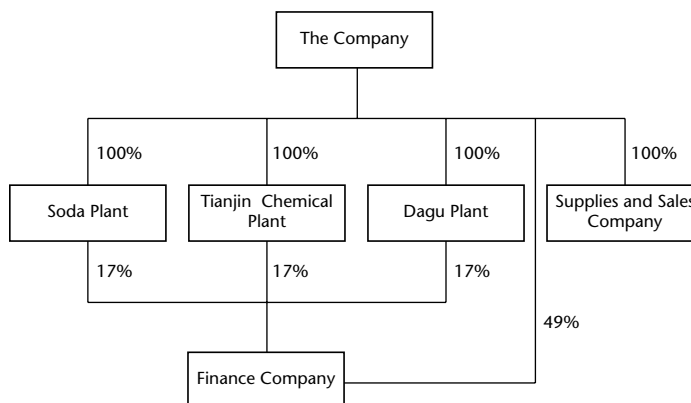 The Company
100%
100%
100%
100%
Soda Plant
Tianjin Chemical
Plant
Dagu Plant
Supplies and Sales
Company
17%
17%
17%
49%
Finance Company